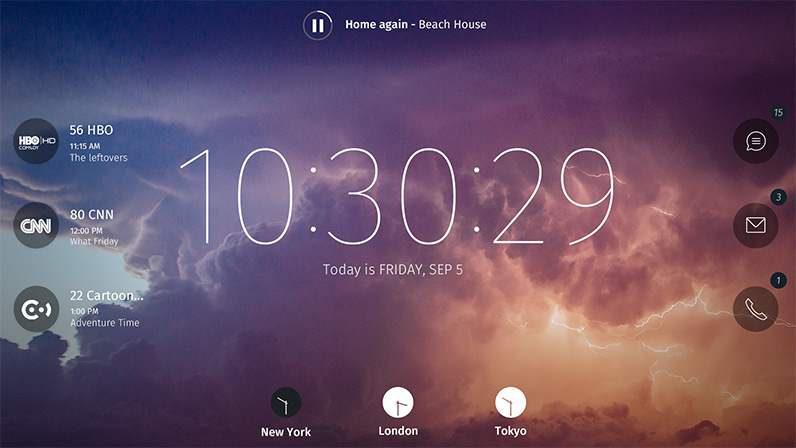 Home again - Beach House
15
56 HBO
HBO HD
COMEDY
11:15 AM
The leftovers
10:30:29
3
80 CNN
CNN
12:00 PM
What Friday
Today is FRIDAY, SEP 5
1
22 Cartoon...
1:00 PM
Adventure Time
New York
London
Tokyo